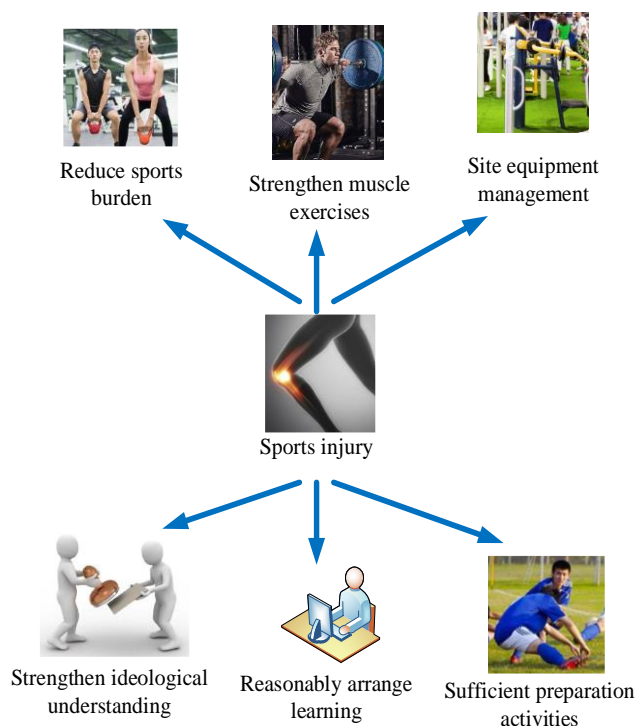 Reduce sports
burden
Strengthen muscle
exercises
Site equipment
management
Sports injury
Strengthen ideological
understanding
Reasonably arrange
learning
Sufficient preparation
activities